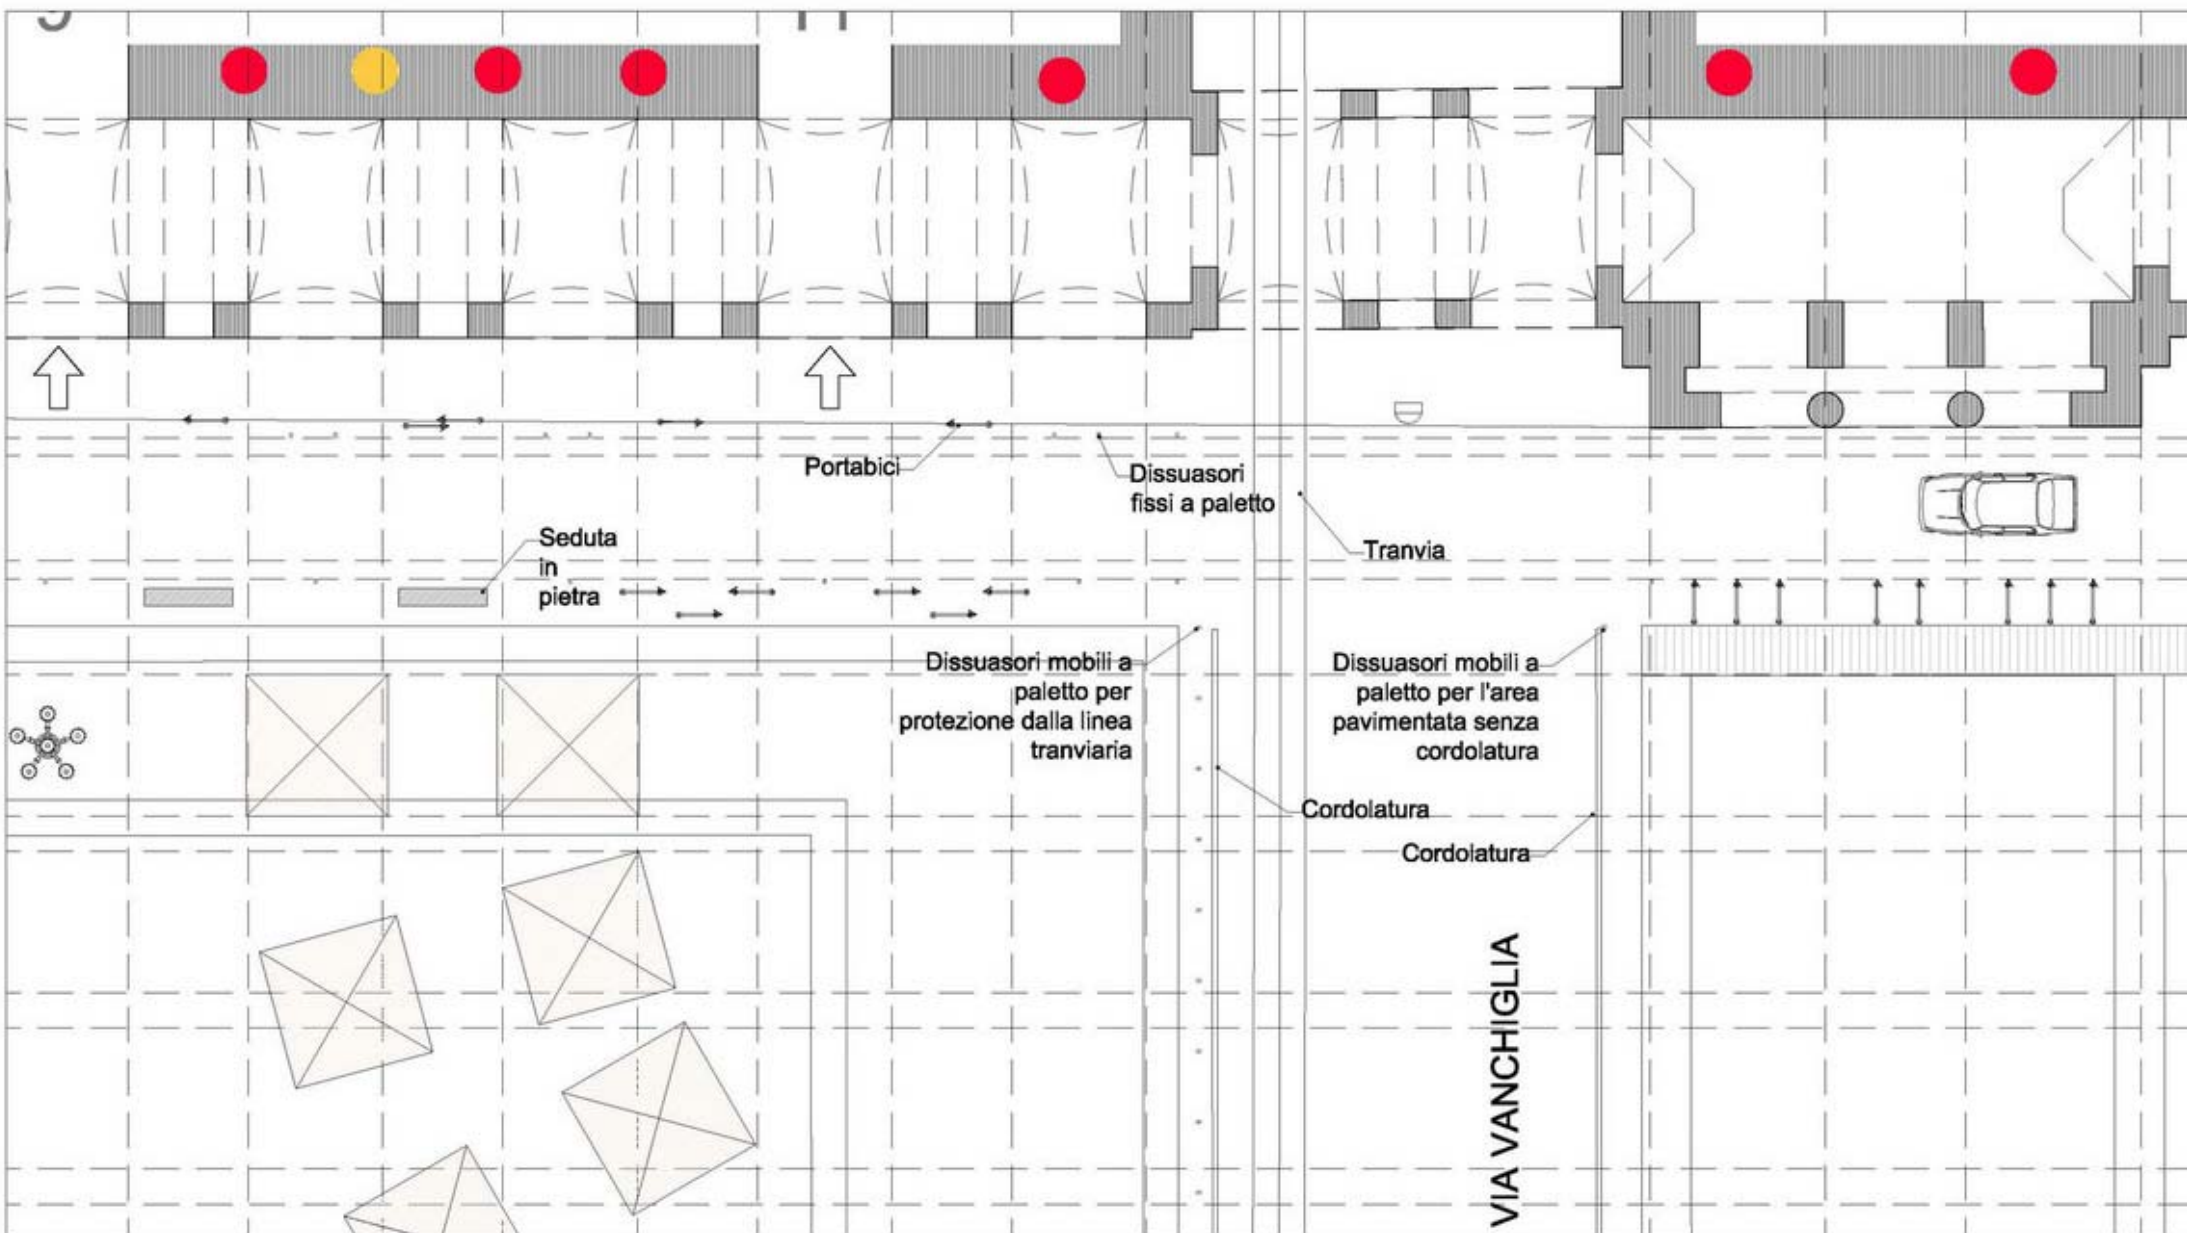 Portabici
Dissuasori
fissi a paletto
Seduta
in
pietra
Tranvia
Dissuasori mobili a
paletto per
protezione dalla linea
tranviaria
Dissuasori mobili a
paletto per l'area
pavimentata senza
cordolatura
Cordolatura
Cordolatura
VIA VANCHIGLIA